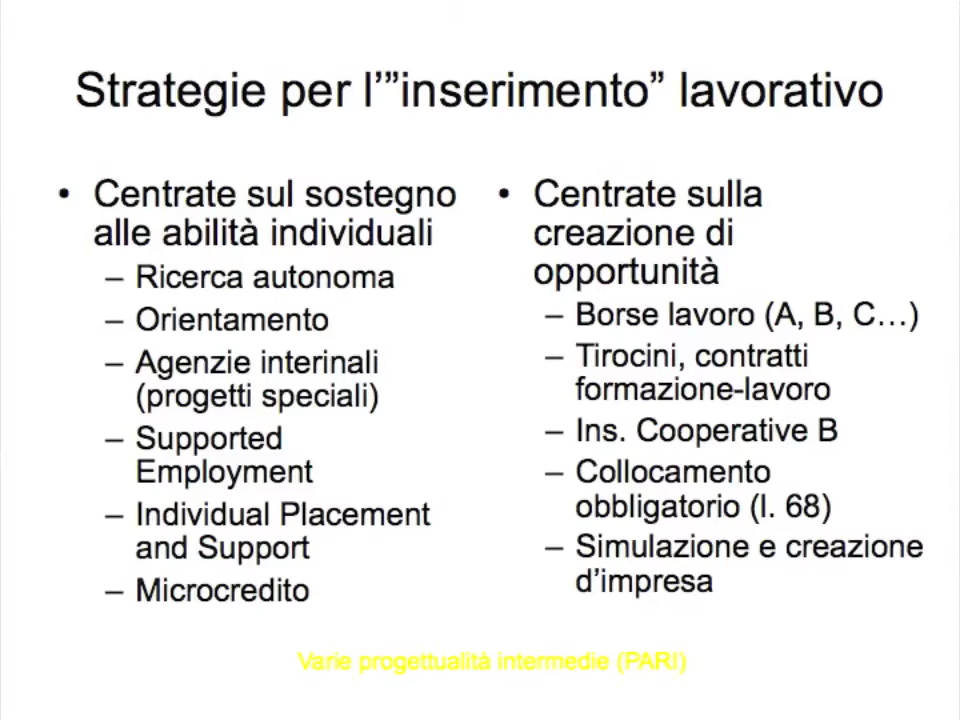 Strategie per l’”inserimento” lavorativo
• Centrate sul sostegno
alle abilità individuali
– Ricerca autonoma
– Orientamento
– Agenzie interinali
(progetti speciali)
– Supported
Employment
– Individual Placement
and Support
– Microcredito
• Centrate sulla
creazione di
opportunità
– Borse lavoro (A, B, C…)
– Tirocini, contratti
formazione-lavoro
– Ins. Cooperative B
– Collocamento
obbligatorio (l. 68)
– Simulazione e creazione
d’impresa
Varie progettualità intermedie (PARI)